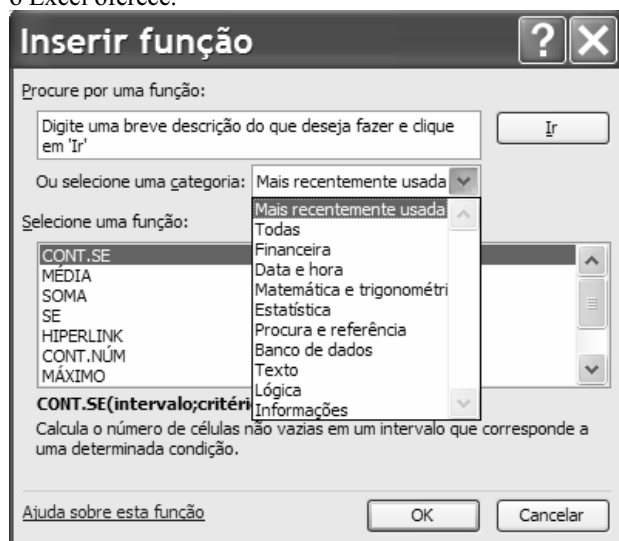 o Excel oferece.
Inserir função
Procure por uma função:
Digite uma breve descrição do que deseja fazer e clique
em 'Ir'
Ir
Ou selecione uma categoria: Mais recentemente usada
Mais recentemente usada
Todas
Financeira
Data e hora
Matemática e trigonométri
Estatística
Procura e referência
Banco de dados
Texto
Lógica
Informações
Selecione uma função:
CONT.SE
MÉDIA
SOMA
SE
HIPERLINK
CONT.NÚM
MÁXIMO
CONT.SE(intervalo;critéri
Calcula o número de células não vazias em um intervalo que corresponde a
uma determinada condição.
Ajuda sobre esta função
OK
Cancelar